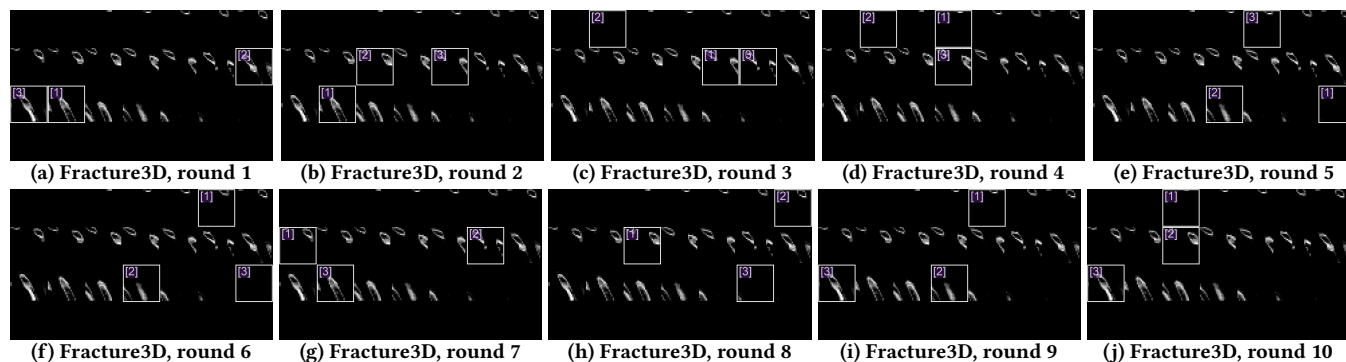 [2]
[3] [1]
(a) Fracture3D, round 1
[2] [3]
[1]
(b) Fracture3D, round 2
[2]
[1] [3]
(c) Fracture3D, round 3
[2] [1]
[3]
(d) Fracture3D, round 4
[3]
[2] [1]
(e) Fracture3D, round 5
[1]
[2] [3]
(f) Fracture3D, round 6
[1] [2]
[3]
(g) Fracture3D, round 7
[2]
[1]
[3]
(h) Fracture3D, round 8
[1]
[3] [2]
(i) Fracture3D, round 9
[1]
[2]
[3]
(j) Fracture3D, round 10